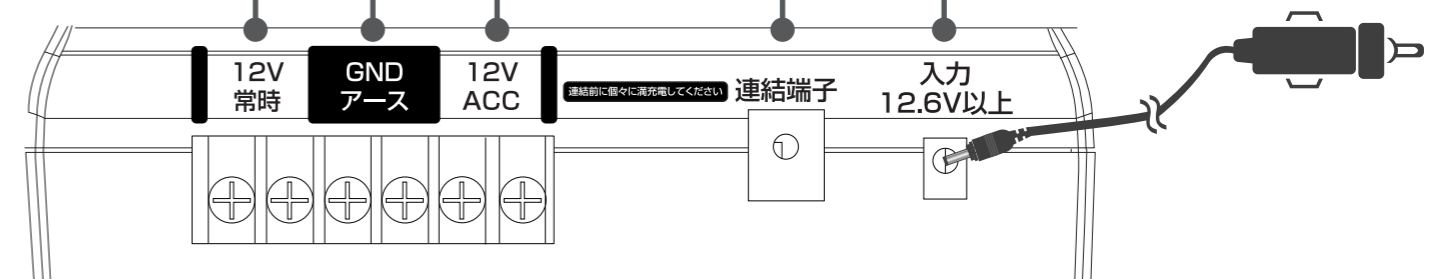 12V
常時
GND
アース
12V
ACC
連結前に個々に満充電してください
連結端子
入力
12.6V以上